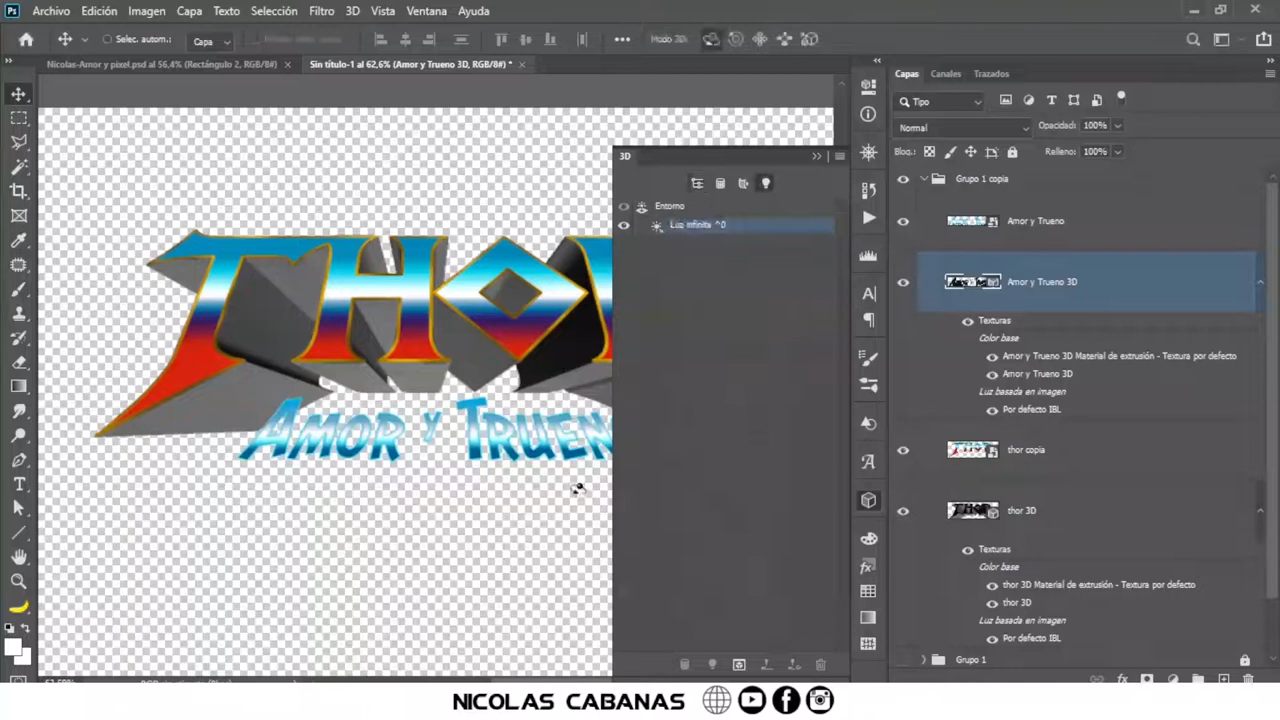 Ps Archivo Edición Imagen Capa Texto Selección Filtro 3D Vista Ventana Ayuda
Selec. autom.: Capa Modo 3D:
Nicolas-Amor y pixel.psd al 56,4% (Rectángulo 2, RGB/8#) × Sin título-1 al 62,6% (Amor y Trueno 3D, RGB/8#) * ×
Capas Canales Trazados
Tipo
Normal Opacidad: 100%
Bloq.: Relleno: 100%
3D
Entorno
Luz infinita
Grupo 1 copia
Amor y Trueno
Amor y Trueno 3D
Texturas
Color base
Amor y Trueno 3D Material de extrusión - Textura por defecto
Amor y Trueno 3D
Luz basada en imagen
Por defecto IBL
thor copia
thor 3D
Texturas
Color base
thor 3D Material de extrusión - Textura por defecto
thor 3D
Luz basada en imagen
Por defecto IBL
Grupo 1
THO
AMOR Y TRUEN
NICOLAS CABANAS